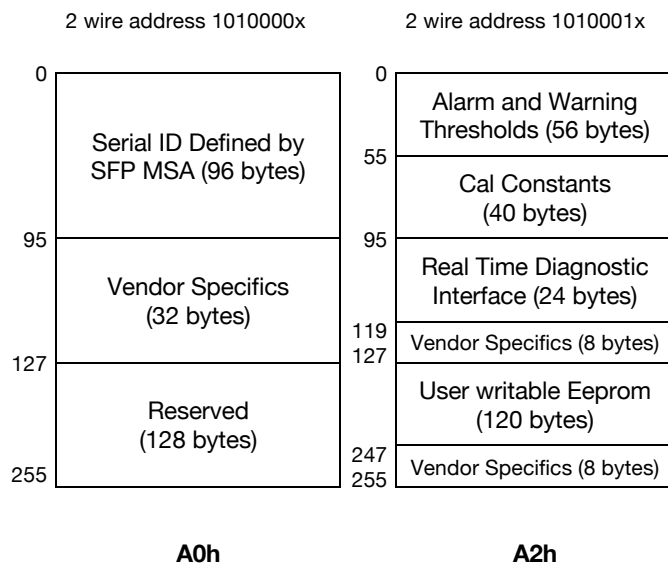 2 wire address 1010000x
0
Serial ID Defined by
SFP MSA (96 bytes)
95
Vendor Specifics
(32 bytes)
127
Reserved
(128 bytes)
255
A0h
2 wire address 1010001x
0
Alarm and Warning
Thresholds (56 bytes)
55
Cal Constants
(40 bytes)
95
Real Time Diagnostic
Interface (24 bytes)
119
Vendor Specifics (8 bytes)
127
User writable Eeprom
(120 bytes)
247
Vendor Specifics (8 bytes)
255
A2h